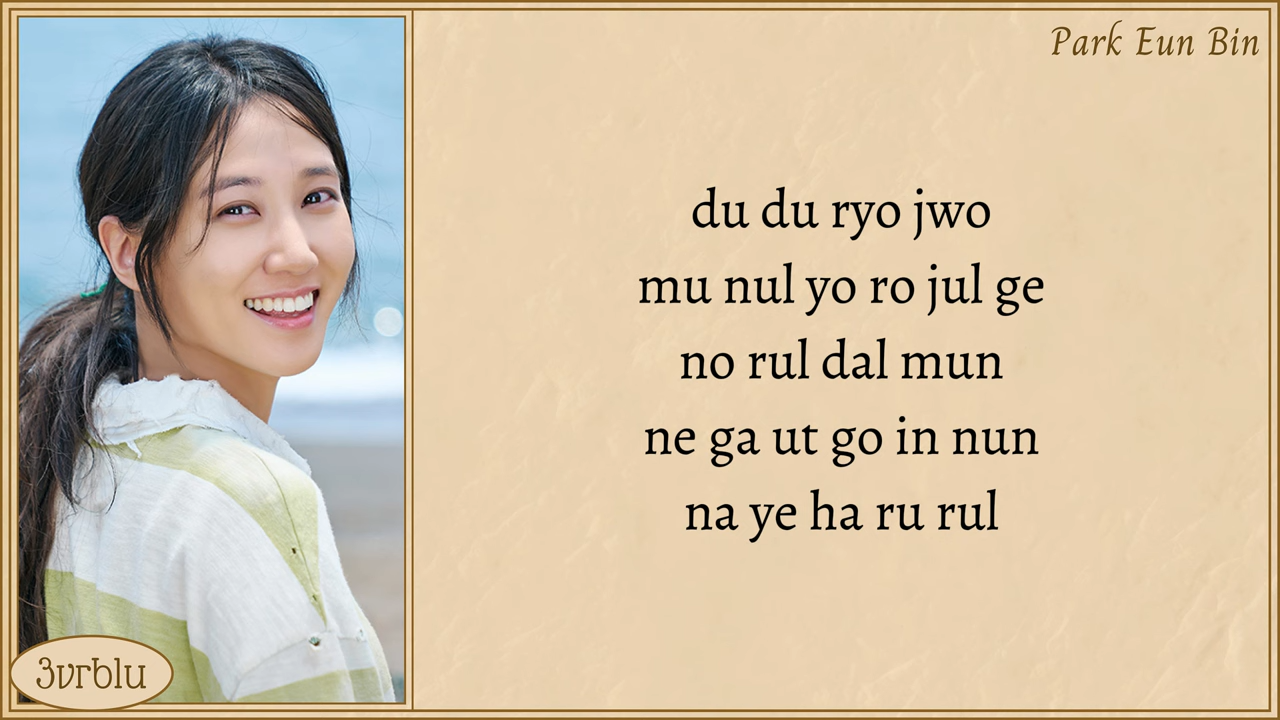 Park Eun Bin
du du ryo jwo
mu nul yo ro jul ge
no rul dal mun
ne ga ut go in nun
na ye ha ru rul
3vrblu